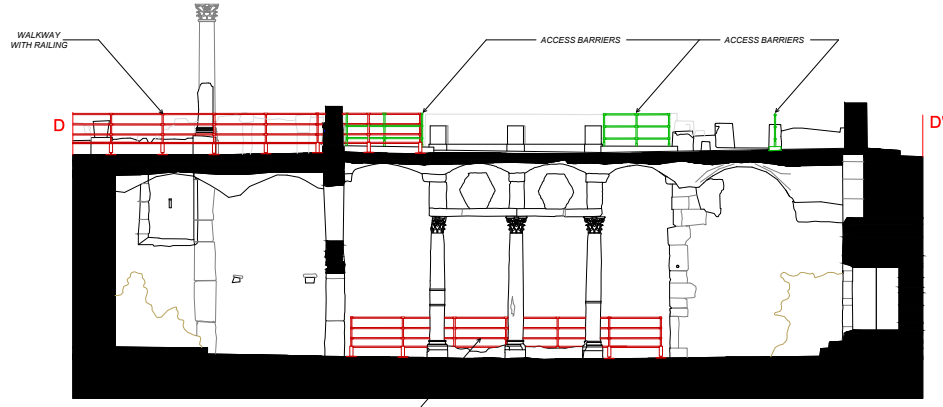 WALKWAY
WITH RAILING
ACCESS BARRIERS
ACCESS BARRIERS
D
D'